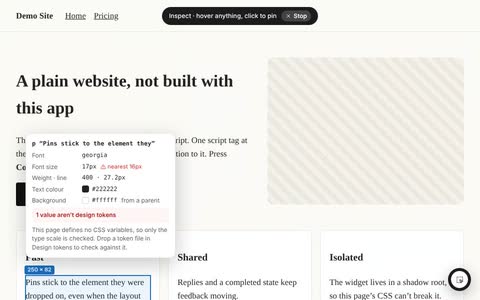 Demo Site Home Pricing
Inspect · hover anything, click to pin × Stop
A plain website, not built with
this app
Th ript. One script tag at
the tion to it. Press
Co
p "Pins stick to the element they"
Font georgia
Font size 17px ⚠ nearest 16px
Weight · line 400 · 27.2px
Text colour #222222
Background #ffffff from a parent
1 value aren't design tokens
This page defines no CSS variables, so only the
type scale is checked. Drop a token file in
Design tokens to check against it.
Fast
Shared
Isolated
250 × 82
Pins stick to the element they were
dropped on, even when the layout
Replies and a completed state keep
feedback moving.
The widget lives in a shadow root,
so this page's CSS can't break it.